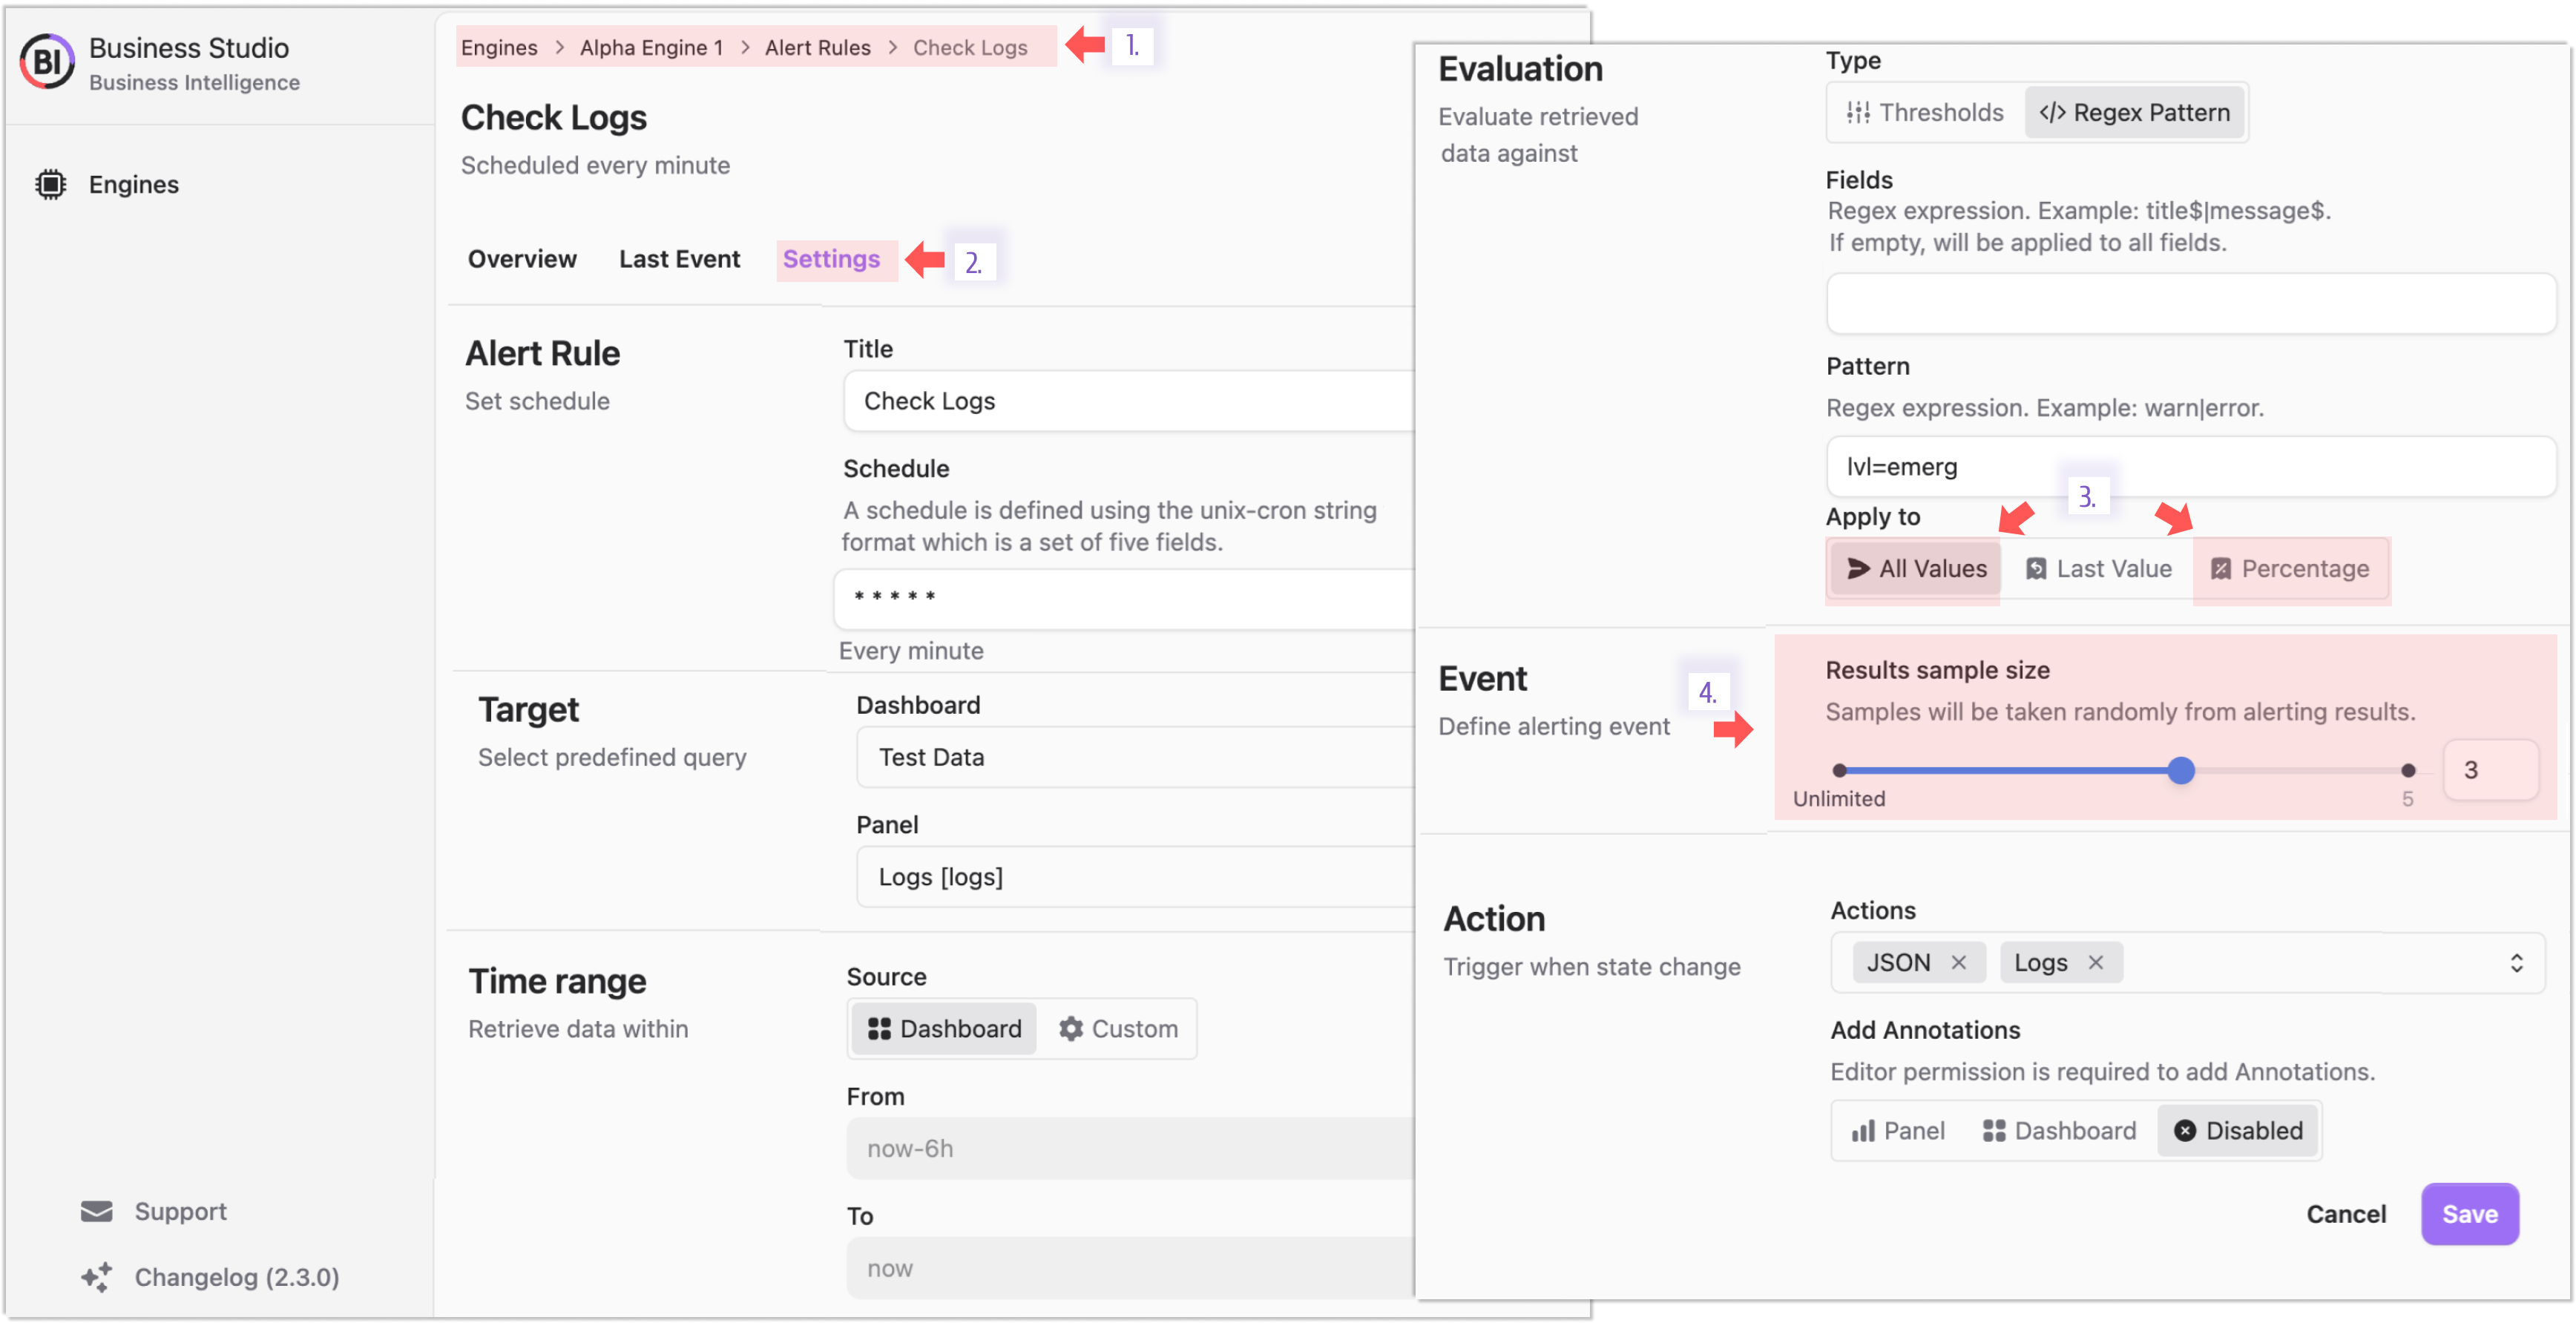 BI
Business Studio
Business Intelligence
Engines
Support
Changelog (2.3.0)
Engines > Alpha Engine 1 > Alert Rules > Check Logs
1.
Check Logs
Scheduled every minute
Overview Last Event Settings
2.
Alert Rule
Set schedule
Title
Check Logs
Schedule
A schedule is defined using the unix-cron string
format which is a set of five fields.
* * * * *
Every minute
Target
Select predefined query
Dashboard
Test Data
Panel
Logs [logs]
Time range
Retrieve data within
Source
Dashboard Custom
From
now-6h
To
now
Evaluation
Evaluate retrieved
data against
Type
Thresholds </> Regex Pattern
Fields
Regex expression. Example: title$|message$.
If empty, will be applied to all fields.
Pattern
Regex expression. Example: warn|error.
lvl=emerg
3.
Apply to
All Values Last Value Percentage
Event
Define alerting event
4.
Results sample size
Samples will be taken randomly from alerting results.
3
Unlimited 5
Action
Trigger when state change
Actions
JSON × Logs ×
Add Annotations
Editor permission is required to add Annotations.
Panel Dashboard Disabled
Cancel Save